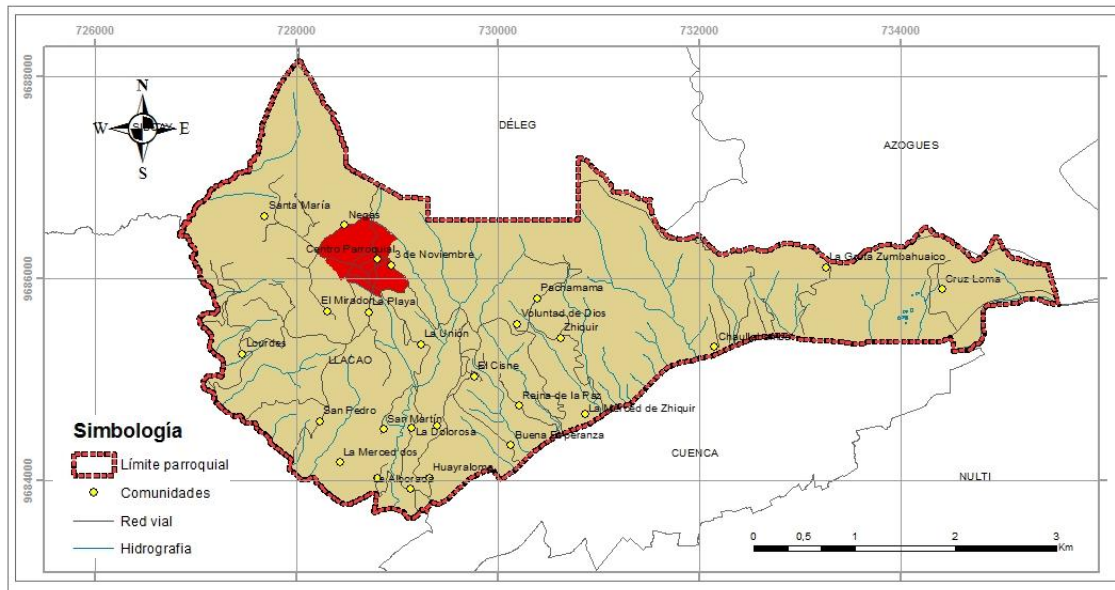 726000
728000
730000
732000
734000
9688000
9686000
9684000
N
W
E
S
DÉLEG
AZOGUES
Santa María
Negas
Centro Parroquial
3 de Noviembre
La Gruta Zumbahuaico
Cruz Loma
Pachamama
El Mirador
La Playa
Voluntad de Dios
Zhiquir
La Unión
Lourdes
LLACAO
El Cisne
Reina de la Paz
La Merced de Zhiquir
San Pedro
San Martín
La Dolorosa
Buena Esperanza
La Merced dos
Huayraloma
La Alborada
CUENCA
NULTI
Simbología
Límite parroquial
Comunidades
Red vial
Hidrografia
0
0,5
1
2
3
Km